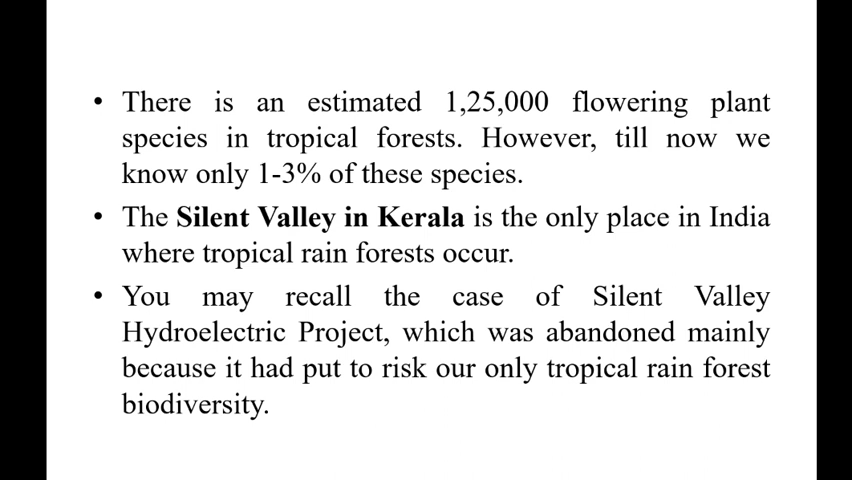 • There is an estimated 1,25,000 flowering plant
species in tropical forests. However, till now we
know only 1-3% of these species.
• The Silent Valley in Kerala is the only place in India
where tropical rain forests occur.
• You may recall the case of Silent Valley
Hydroelectric Project, which was abandoned mainly
because it had put to risk our only tropical rain forest
biodiversity.